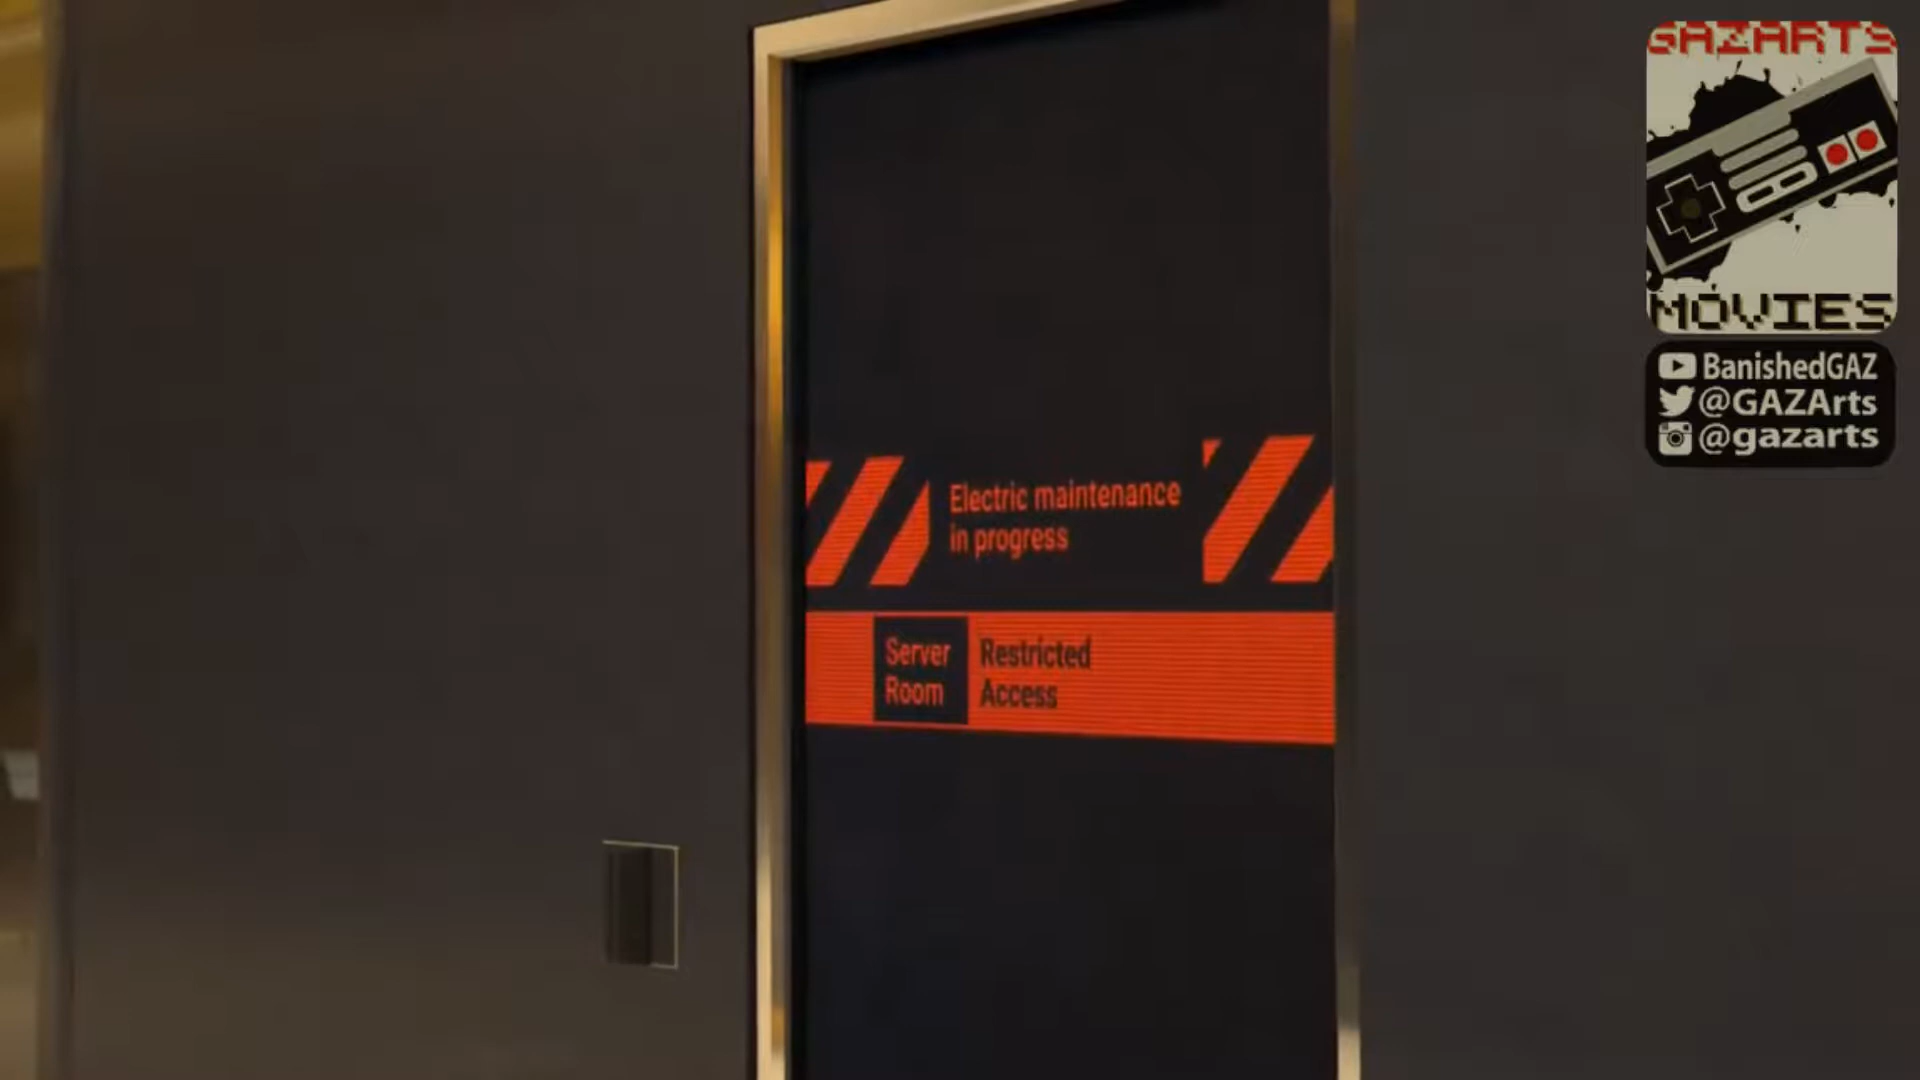 GAZARTS
MOVIES
BanishedGAZ
@GAZArts
@gazarts
Electric maintenance
in progress
Server
Room
Restricted
Access